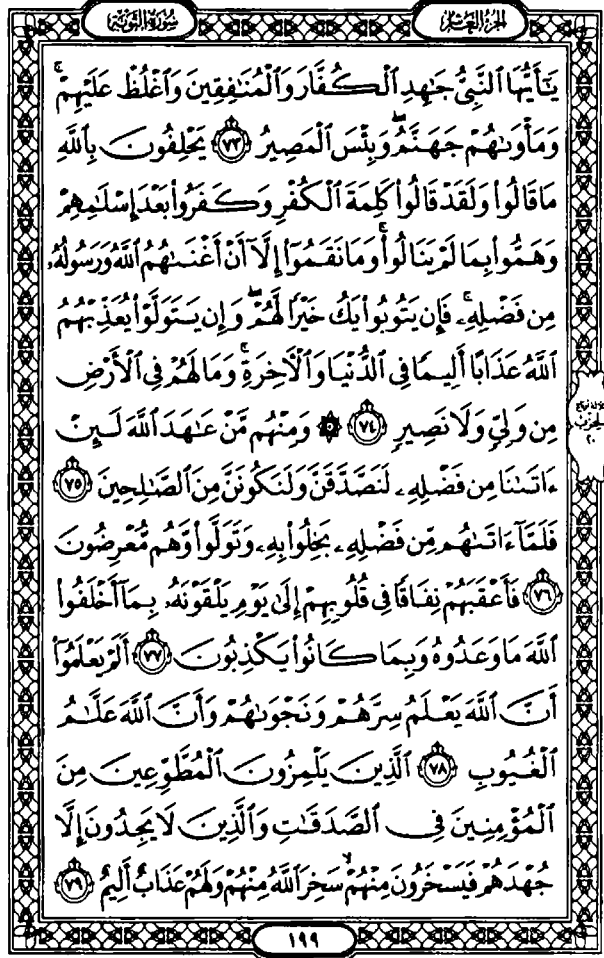 الجزء العاشر
سورة التوبة
يَـٰٓأَيُّهَا ٱلنَّبِىُّ جَـٰهِدِ ٱلْكُفَّارَ وَٱلْمُنَـٰفِقِينَ وَٱغْلُظْ عَلَيْهِمْۚ
وَمَأْوَىٰهُمْ جَهَنَّمُۖ وَبِئْسَ ٱلْمَصِيرُ ٧٣ يَحْلِفُونَ بِٱللَّهِ
مَا قَالُوا۟ وَلَقَدْ قَالُوا۟ كَلِمَةَ ٱلْكُفْرِ وَكَفَرُوا۟ بَعْدَ إِسْلَـٰمِهِمْ
وَهَمُّوا۟ بِمَا لَمْ يَنَالُوا۟ۚ وَمَا نَقَمُوٓا۟ إِلَّآ أَنْ أَغْنَىٰهُمُ ٱللَّهُ وَرَسُولُهُۥ
مِن فَضْلِهِۦۚ فَإِن يَتُوبُوا۟ يَكُ خَيْرًا لَّهُمْۖ وَإِن يَتَوَلَّوْا۟ يُعَذِّبْهُمُ
ٱللَّهُ عَذَابًا أَلِيمًا فِى ٱلدُّنْيَا وَٱلْـَٔاخِرَةِۚ وَمَا لَهُمْ فِى ٱلْأَرْضِ
مِن وَلِىٍّ وَلَا نَصِيرٍ ٧٤ ۞ وَمِنْهُم مَّنْ عَـٰهَدَ ٱللَّهَ لَئِنْ
ءَاتَىٰنَا مِن فَضْلِهِۦ لَنَصَّدَّقَنَّ وَلَنَكُونَنَّ مِنَ ٱلصَّـٰلِحِينَ ٧٥
فَلَمَّآ ءَاتَىٰهُم مِّن فَضْلِهِۦ بَخِلُوا۟ بِهِۦ وَتَوَلَّوا۟ وَّهُم مُّعْرِضُونَ
٧٦ فَأَعْقَبَهُمْ نِفَاقًا فِى قُلُوبِهِمْ إِلَىٰ يَوْمِ يَلْقَوْنَهُۥ بِمَآ أَخْلَفُوا۟
ٱللَّهَ مَا وَعَدُوهُ وَبِمَا كَانُوا۟ يَكْذِبُونَ ٧٧ أَلَمْ يَعْلَمُوٓا۟
أَنَّ ٱللَّهَ يَعْلَمُ سِرَّهُمْ وَنَجْوَىٰهُمْ وَأَنَّ ٱللَّهَ عَلَّـٰمُ
ٱلْغُيُوبِ ٧٨ ٱلَّذِينَ يَلْمِزُونَ ٱلْمُطَّوِّعِينَ مِنَ
ٱلْمُؤْمِنِينَ فِى ٱلصَّدَقَـٰتِ وَٱلَّذِينَ لَا يَجِدُونَ إِلَّا
جُهْدَهُمْ فَيَسْخَرُونَ مِنْهُمْۙ سَخِرَ ٱللَّهُ مِنْهُمْ وَلَهُمْ عَذَابٌ أَلِيمٌ ٧٩
ثلاثة أرباع
الحزب
٢٠
١٩٩